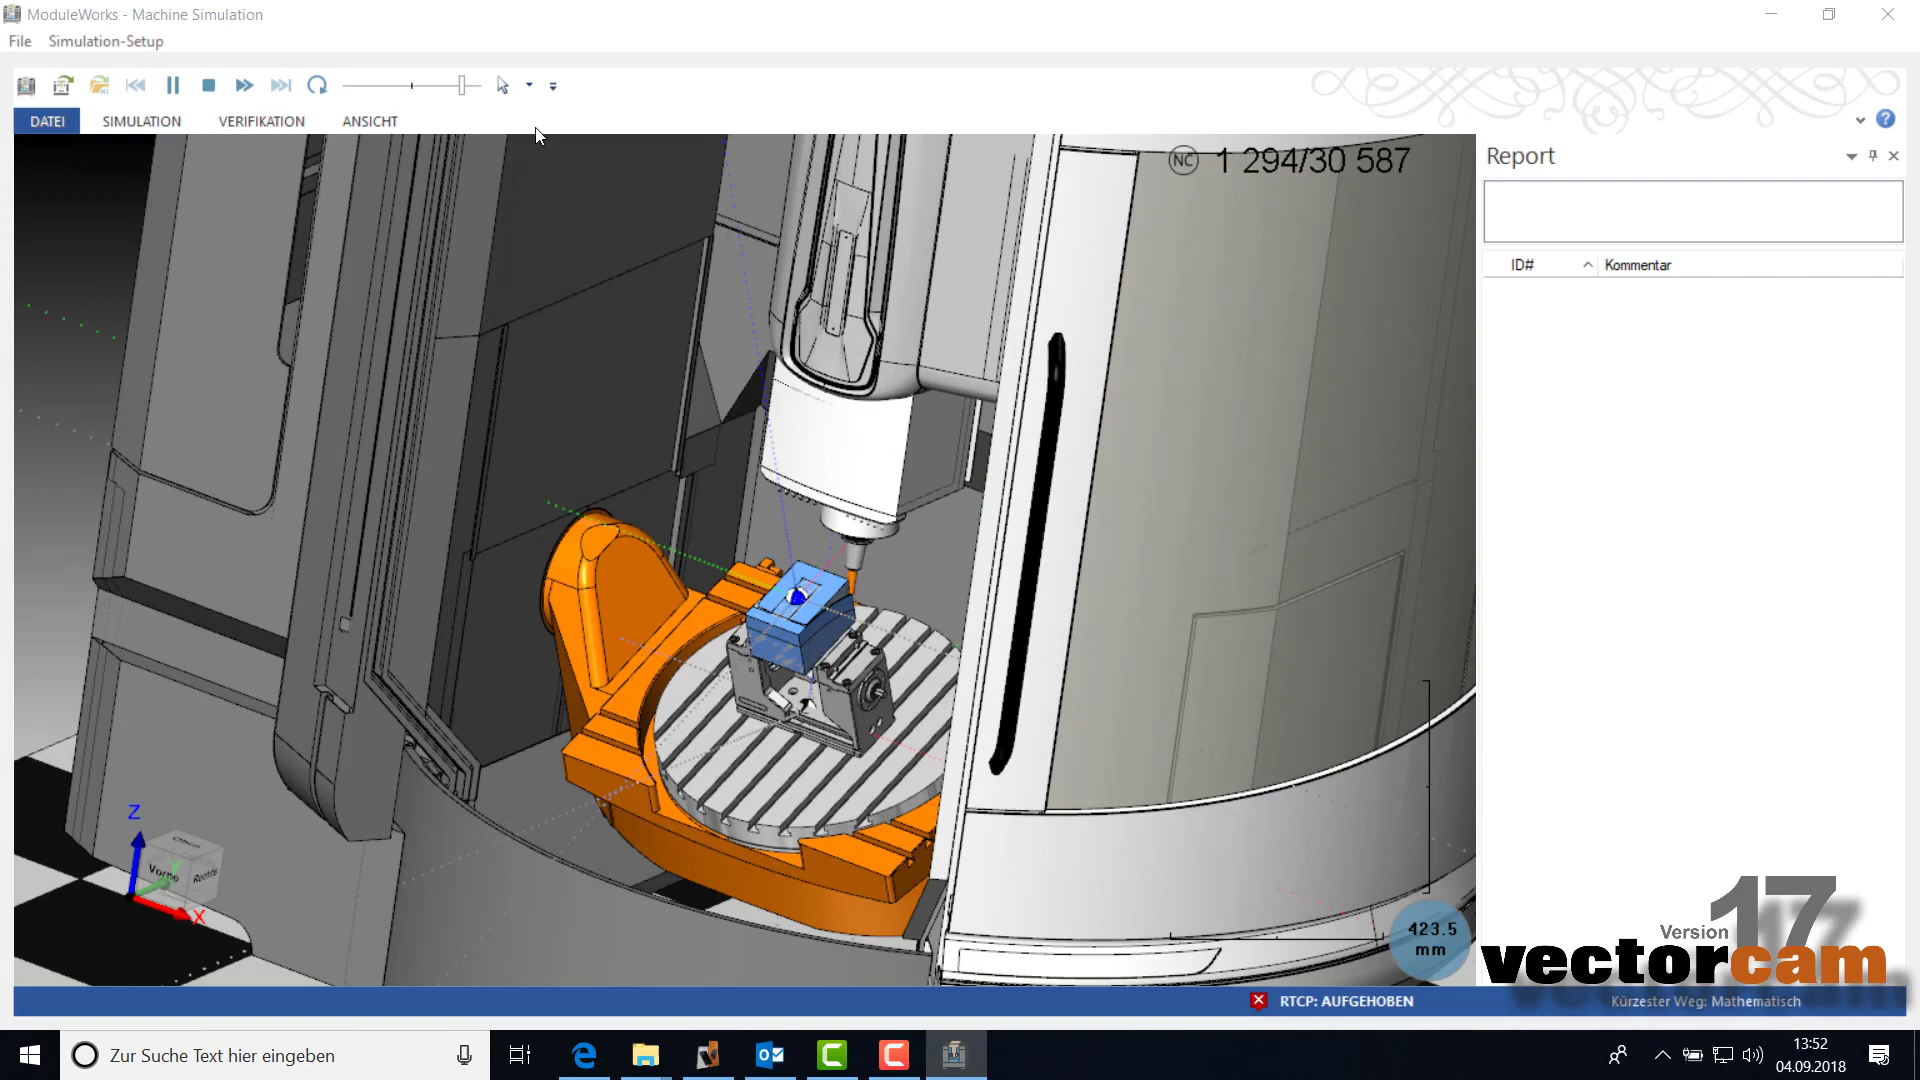 ModuleWorks - Machine Simulation
File Simulation-Setup
DATEI SIMULATION VERIFIKATION ANSICHT
NC 1 294/30 587
Report
ID# Kommentar
Z
Vorne Rechts
X
423.5
mm
Version 17
vectorcam
RTCP: AUFGEHOBEN Kürzester Weg: Mathematisch
Zur Suche Text hier eingeben
13:52
04.09.2018